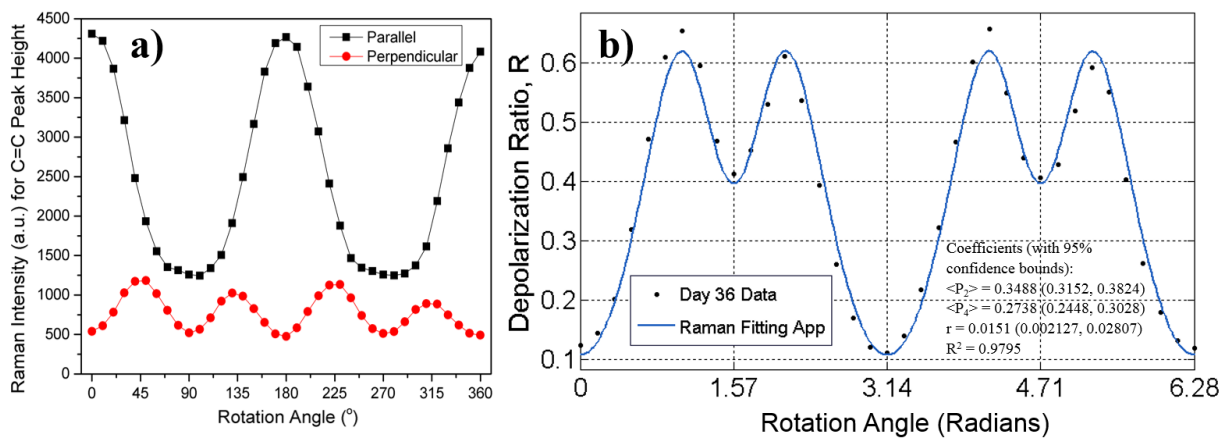 a)
Parallel
Perpendicular
Raman Intensity (a.u.) for C=C Peak Height
4500
4000
3500
3000
2500
2000
1500
1000
500
0
0 45 90 135 180 225 270 315 360
Rotation Angle (°)
b)
Depolarization Ratio, R
0.6
0.5
0.4
0.3
0.2
0.1
Day 36 Data
Raman Fitting App
Coefficients (with 95%
confidence bounds):
<P2> = 0.3488 (0.3152, 0.3824)
<P4> = 0.2738 (0.2448, 0.3028)
r = 0.0151 (0.002127, 0.02807)
R² = 0.9795
0 1.57 3.14 4.71 6.28
Rotation Angle (Radians)